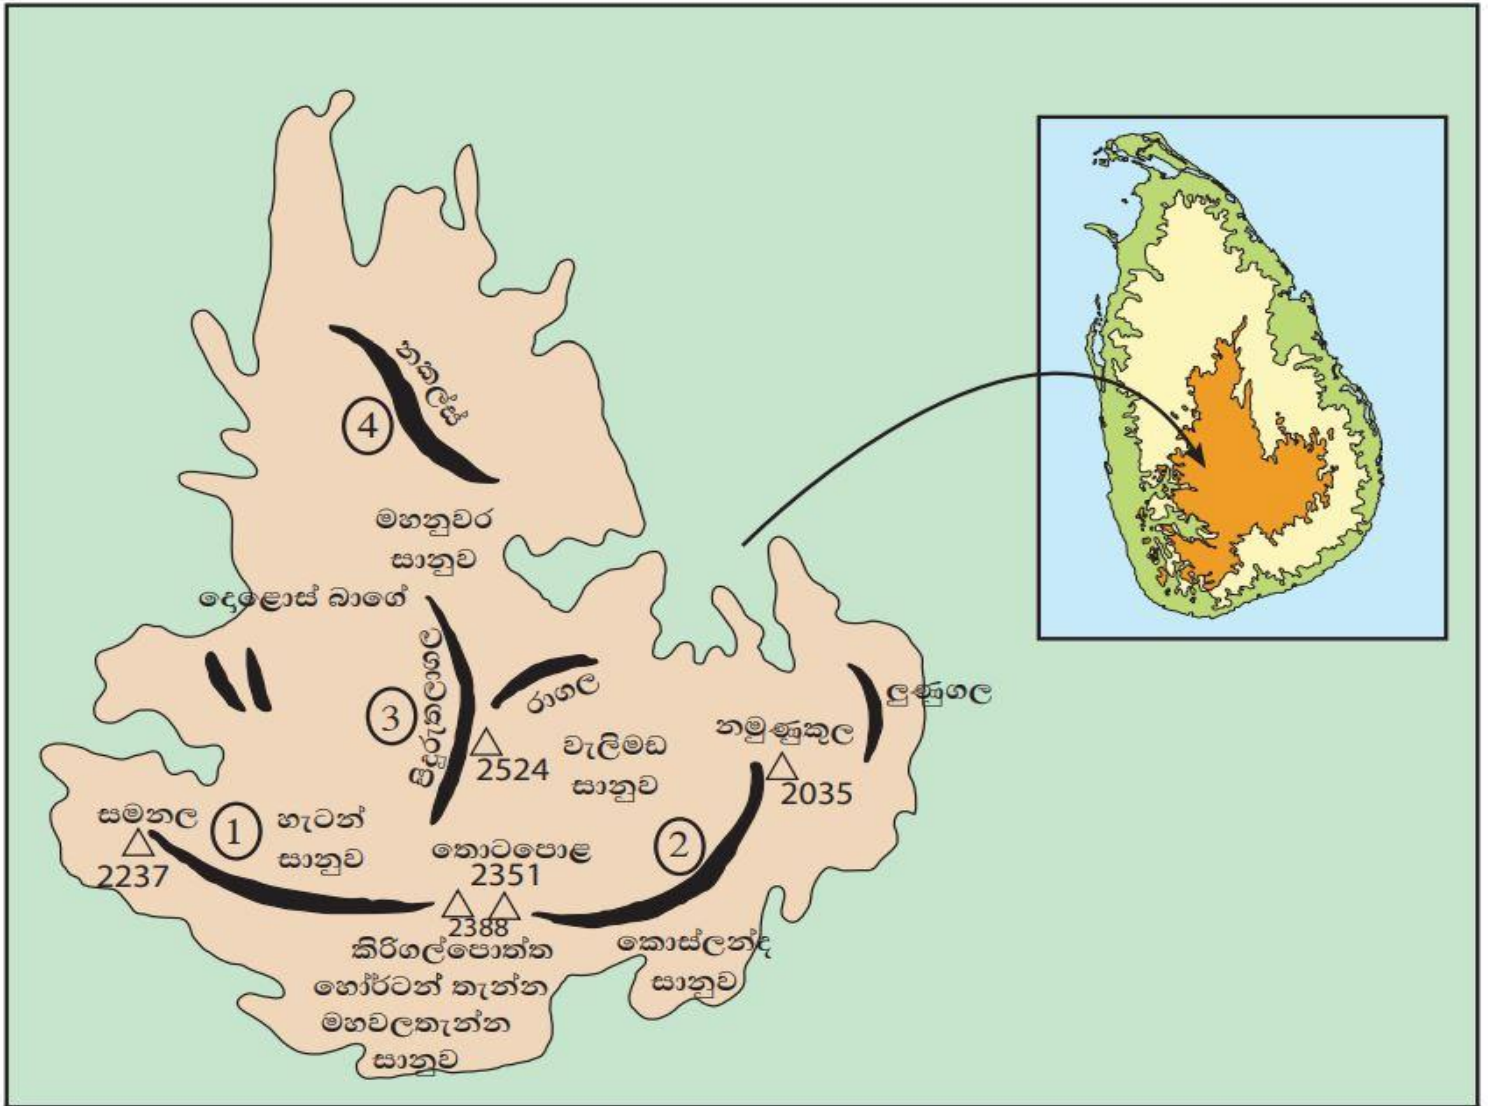 නකල්ස්
4
මහනුවර
සානුව
දොළොස් බාගේ
පිදුරුතලාගල
3
රාගල
ලුණුගල
නමුණුකුල
2035
2524
වැලිමඩ
සානුව
සමනල
2237
1
හැටන්
සානුව
තොටපොළ
2351
2
2388
කිරිගල්පොත්ත
හෝර්ටන් තැන්න
මහවලතැන්න
සානුව
කොස්ලන්ද
සානුව